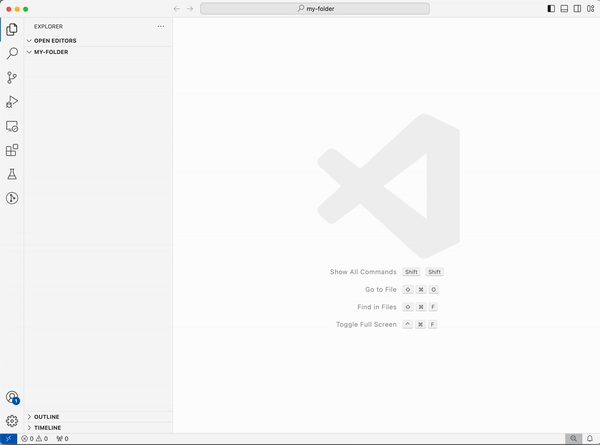 my-folder
EXPLORER
OPEN EDITORS
MY-FOLDER
Show All Commands Shift Shift
Go to File ⇧ ⌘ O
Find in Files ⇧ ⌘ F
Toggle Full Screen ^ ⌘ F
1
OUTLINE
TIMELINE
0 0 0